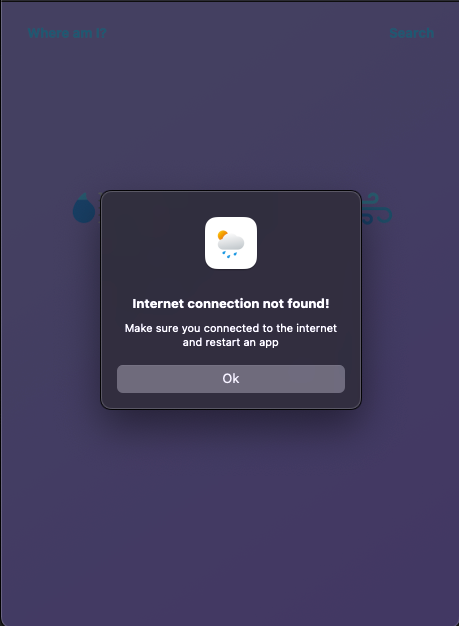 Where am I?
Search
Internet connection not found!
Make sure you connected to the internet
and restart an app
Ok